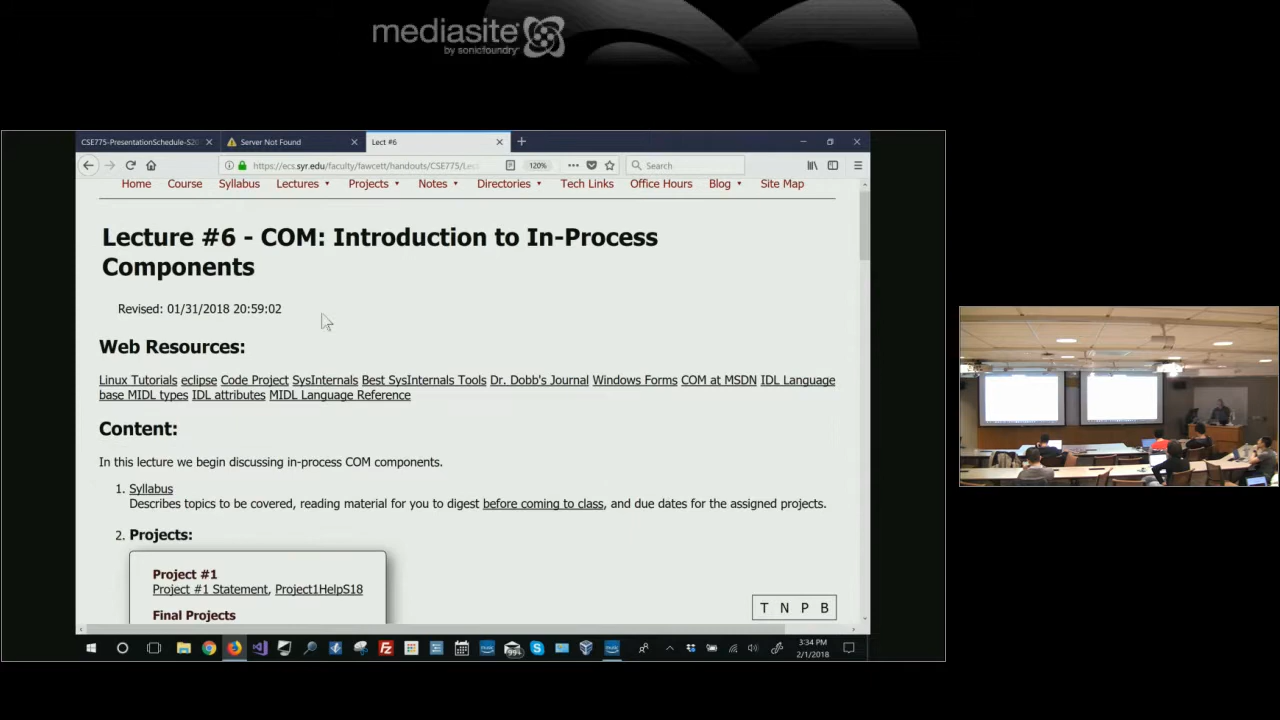 mediasite
by sonicfoundry
CSE775-PresentationSchedule-S20
Server Not Found
Lect #6
https://ecs.syr.edu/faculty/fawcett/handouts/CSE775/Lec
120%
Search
Home Course Syllabus Lectures Projects Notes Directories Tech Links Office Hours Blog Site Map
Lecture #6 - COM: Introduction to In-Process
Components
Revised: 01/31/2018 20:59:02
Web Resources:
Linux Tutorials eclipse Code Project SysInternals Best SysInternals Tools Dr. Dobb's Journal Windows Forms COM at MSDN IDL Language
base MIDL types IDL attributes MIDL Language Reference
Content:
In this lecture we begin discussing in-process COM components.
1. Syllabus
Describes topics to be covered, reading material for you to digest before coming to class, and due dates for the assigned projects.
2. Projects:
Project #1
Project #1 Statement, Project1HelpS18
Final Projects
T N P B
99+
3:34 PM
2/1/2018